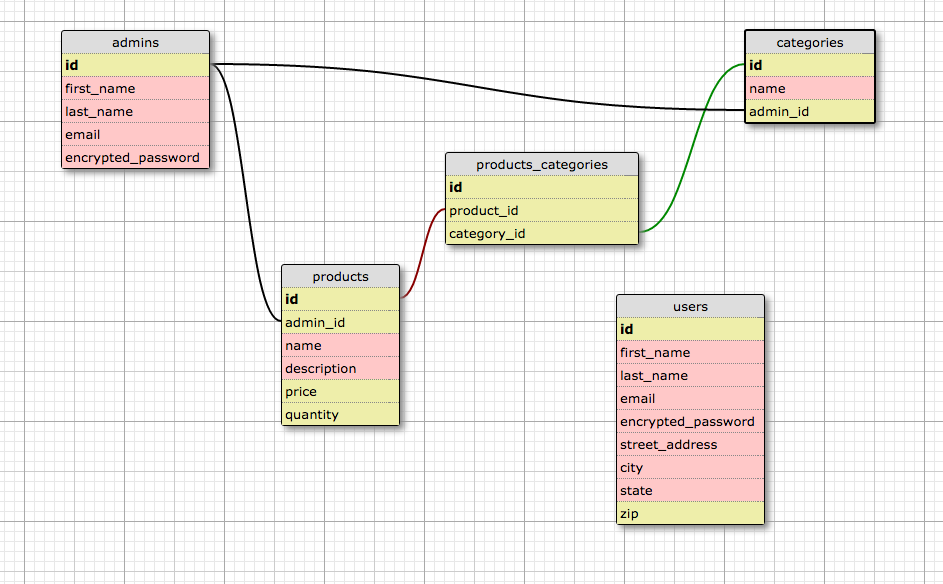 admins
id
first_name
last_name
email
encrypted_password
categories
id
name
admin_id
products_categories
id
product_id
category_id
products
id
admin_id
name
description
price
quantity
users
id
first_name
last_name
email
encrypted_password
street_address
city
state
zip